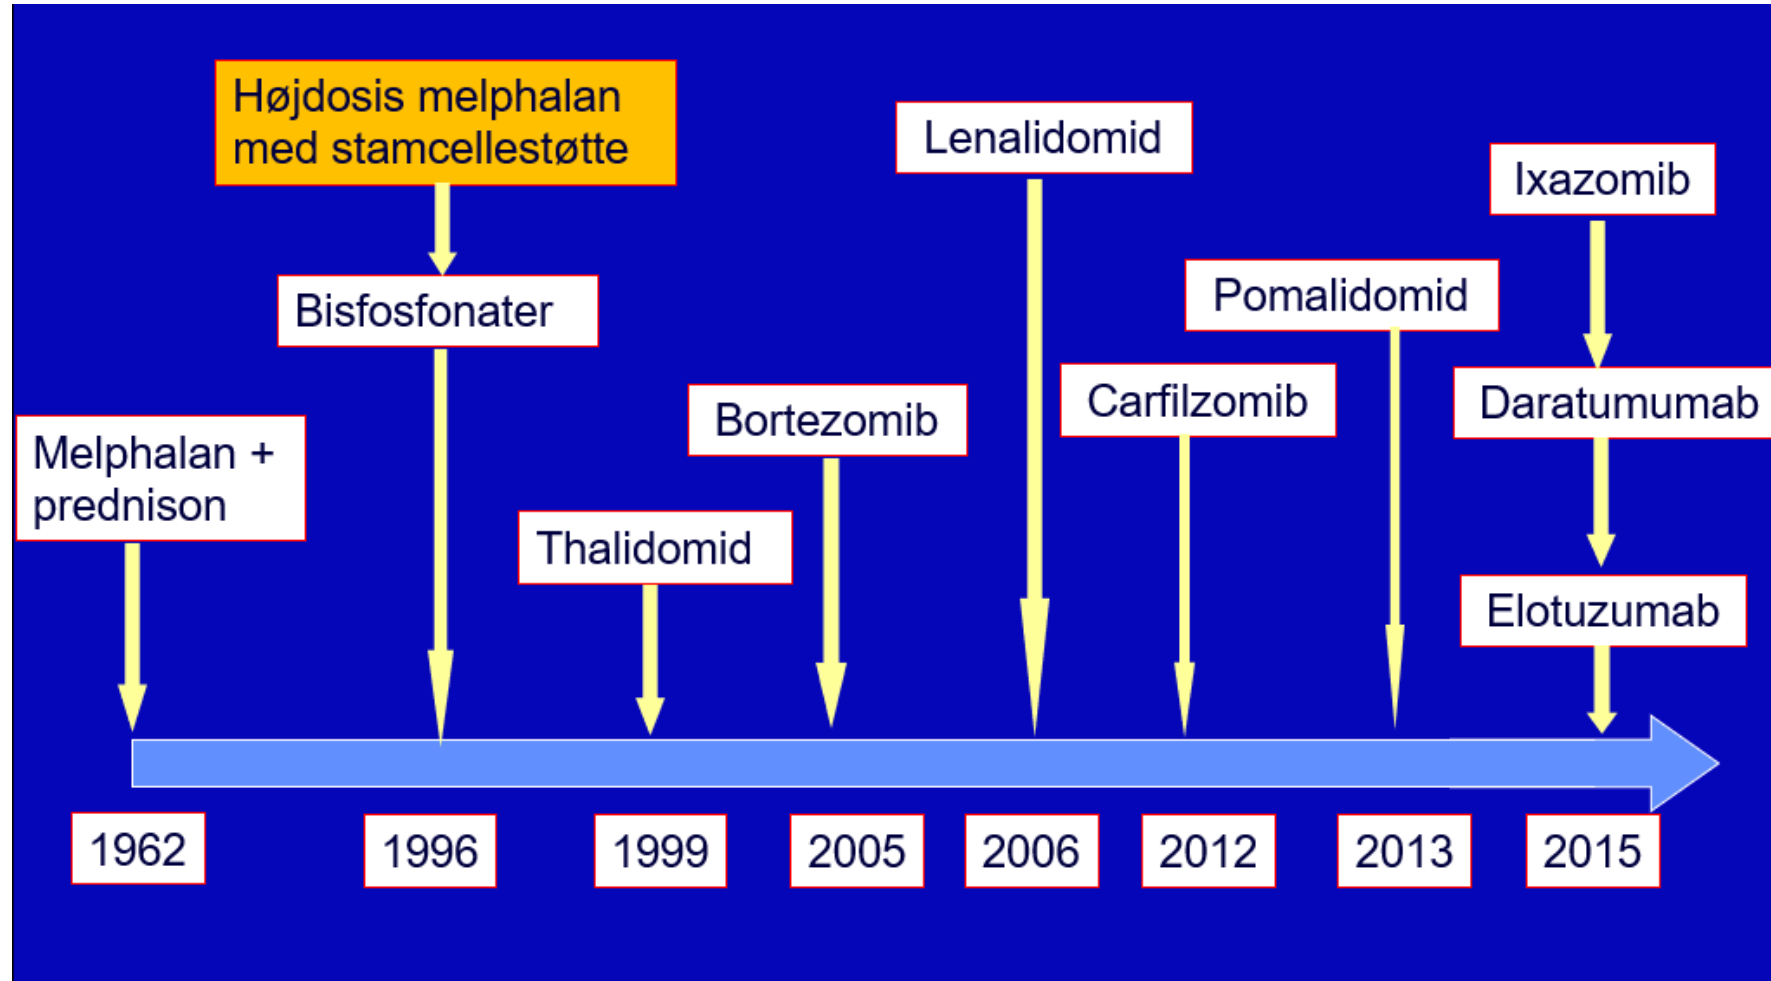 Højdosis melphalan
med stamcellestøtte
Lenalidomid
Ixazomib
Bisfosfonater
Pomalidomid
Bortezomib
Carfilzomib
Daratumumab
Melphalan +
prednison
Thalidomid
Elotuzumab
1962
1996
1999
2005
2006
2012
2013
2015